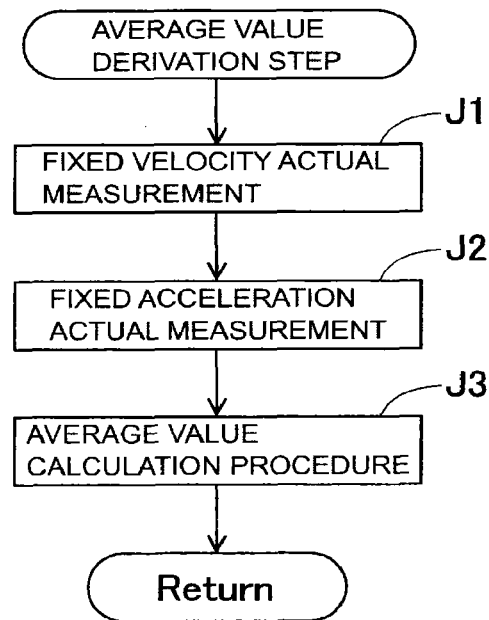 AVERAGE VALUE
DERIVATION STEP
J1
FIXED VELOCITY ACTUAL
MEASUREMENT
J2
FIXED ACCELERATION
ACTUAL MEASUREMENT
J3
AVERAGE VALUE
CALCULATION PROCEDURE
Return